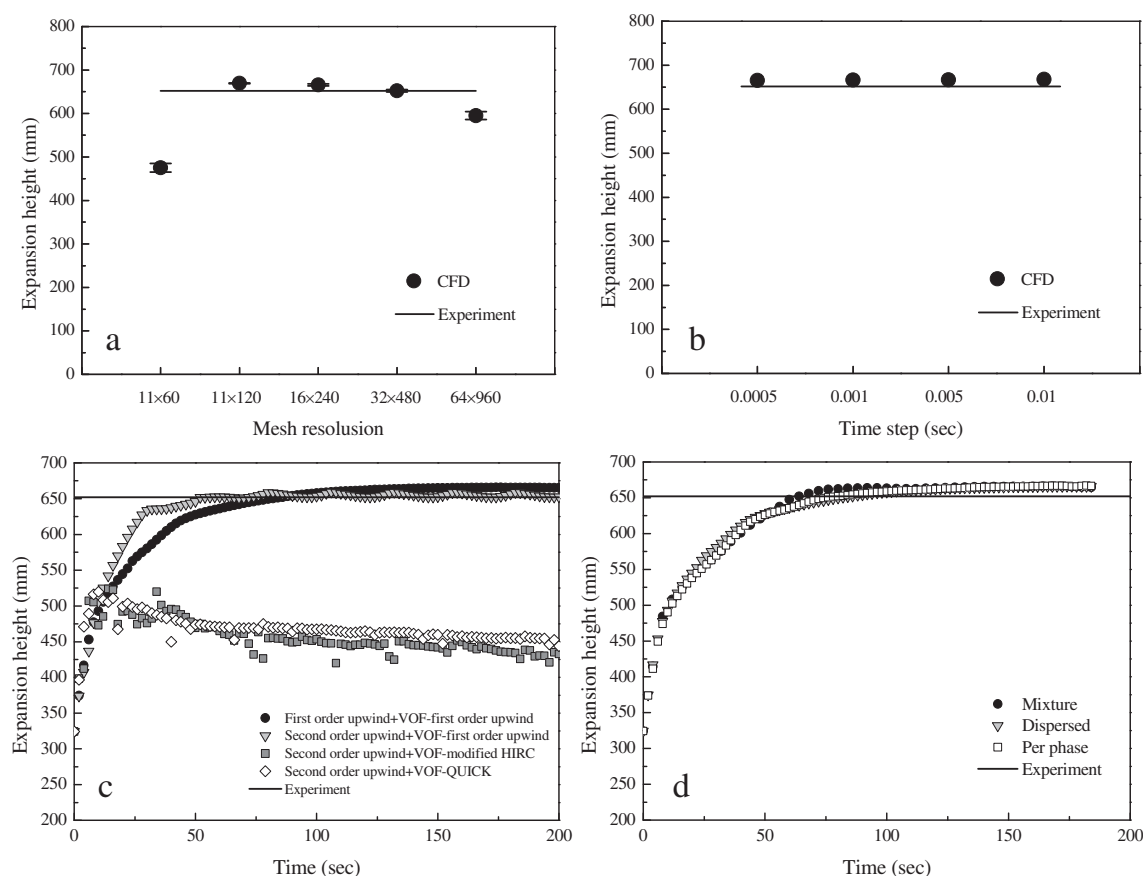 800
700
600
500
400
300
200
100
0
Expansion height (mm)
CFD
Experiment
a
11×60
11×120
16×240
32×480
64×960
Mesh resolusion
800
700
600
500
400
300
200
100
0
Expansion height (mm)
CFD
Experiment
b
0.0005
0.001
0.005
0.01
Time step (sec)
700
650
600
550
500
450
400
350
300
250
200
Expansion height (mm)
First order upwind+VOF-first order upwind
Second order upwind+VOF-first order upwind
Second order upwind+VOF-modified HIRC
Second order upwind+VOF-QUICK
Experiment
c
0
50
100
150
200
Time (sec)
700
650
600
550
500
450
400
350
300
250
200
Expansion height (mm)
Mixture
Dispersed
Per phase
Experiment
d
0
50
100
150
200
Time (sec)